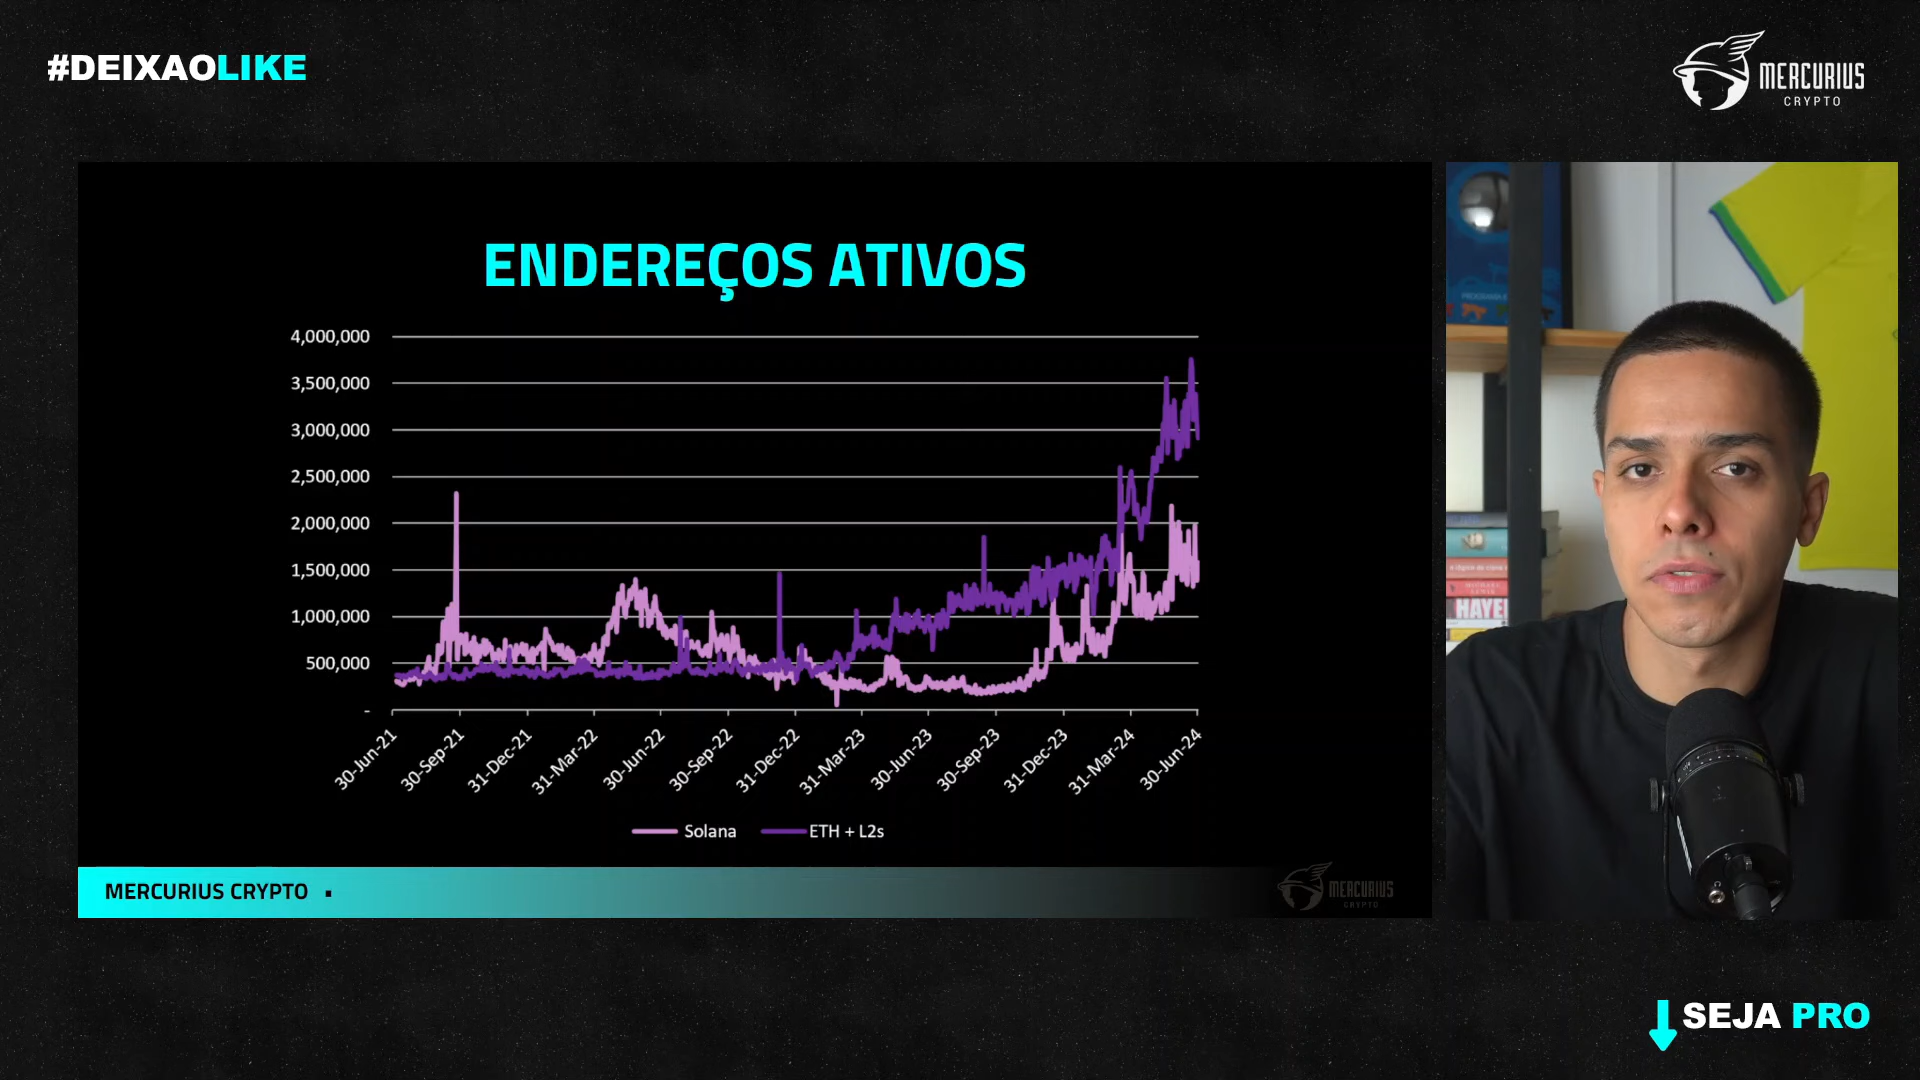 #DEIXAOLIKE
MERCURIUS
CRYPTO
ENDEREÇOS ATIVOS
4,000,000
3,500,000
3,000,000
2,500,000
2,000,000
1,500,000
1,000,000
500,000
-
30-Jun-21
30-Sep-21
31-Dec-21
31-Mar-22
30-Jun-22
30-Sep-22
31-Dec-22
31-Mar-23
30-Jun-23
30-Sep-23
31-Dec-23
31-Mar-24
30-Jun-24
Solana
ETH + L2s
MERCURIUS CRYPTO
MERCURIUS
CRYPTO
PROGRAMA
HAYE
SEJA PRO